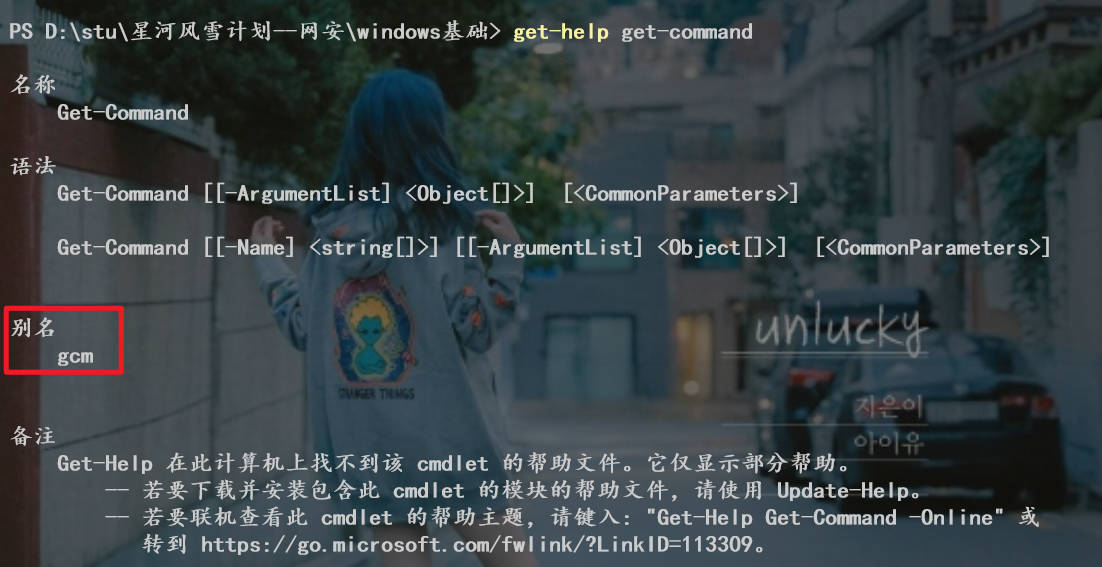 PS D:\stu\星河风雪计划--网安\windows基础> get-help get-command
名称
Get-Command
语法
Get-Command [[-ArgumentList] <Object[]>] [<CommonParameters>]
Get-Command [[-Name] <string[]>] [[-ArgumentList] <Object[]>] [<CommonParameters>]
别名
gcm
unlucky
지은이
아이유
STRANGER THINGS
备注
Get-Help 在此计算机上找不到该 cmdlet 的帮助文件。它仅显示部分帮助。
-- 若要下载并安装包含此 cmdlet 的模块的帮助文件，请使用 Update-Help。
-- 若要联机查看此 cmdlet 的帮助主题，请键入: "Get-Help Get-Command -Online" 或
转到 https://go.microsoft.com/fwlink/?LinkID=113309。